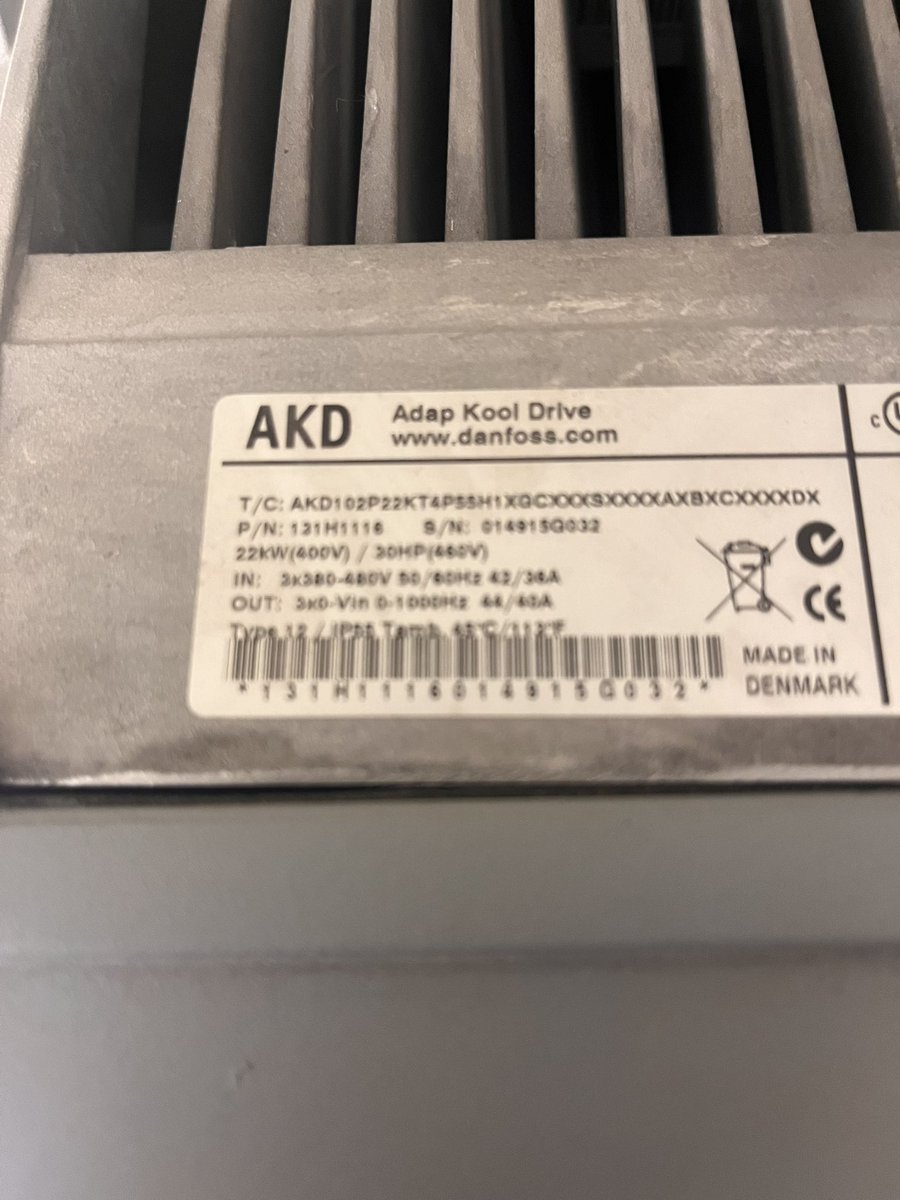 AKD
Adap Kool Drive
www.danfoss.com
c
T/C: AKD102P22KT4P55H1XGCXXXSXXXXAXBXCXXXXDX
P/N: 131H1116 S/N: 014915G032
22kW(400V) / 30HP(460V)
IN: 3x380-480V 50/60Hz 42/36A
OUT: 3x0-Vin 0-1000Hz 44/40A
Type 12 / IP55 Tamb. 45°C/113°F
*131H1116014915G032*
CE
MADE IN
DENMARK